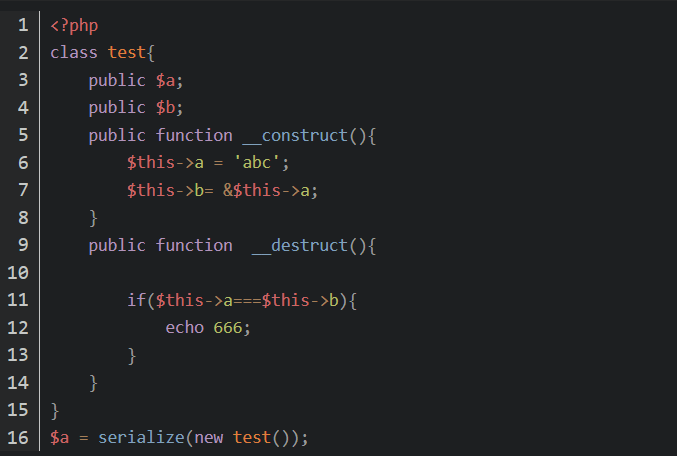 1 <?php
2 class test{
3     public $a;
4     public $b;
5     public function __construct(){
6         $this->a = 'abc';
7         $this->b= &$this->a;
8     }
9     public function  __destruct(){
10
11         if($this->a===$this->b){
12             echo 666;
13         }
14     }
15 }
16 $a = serialize(new test());